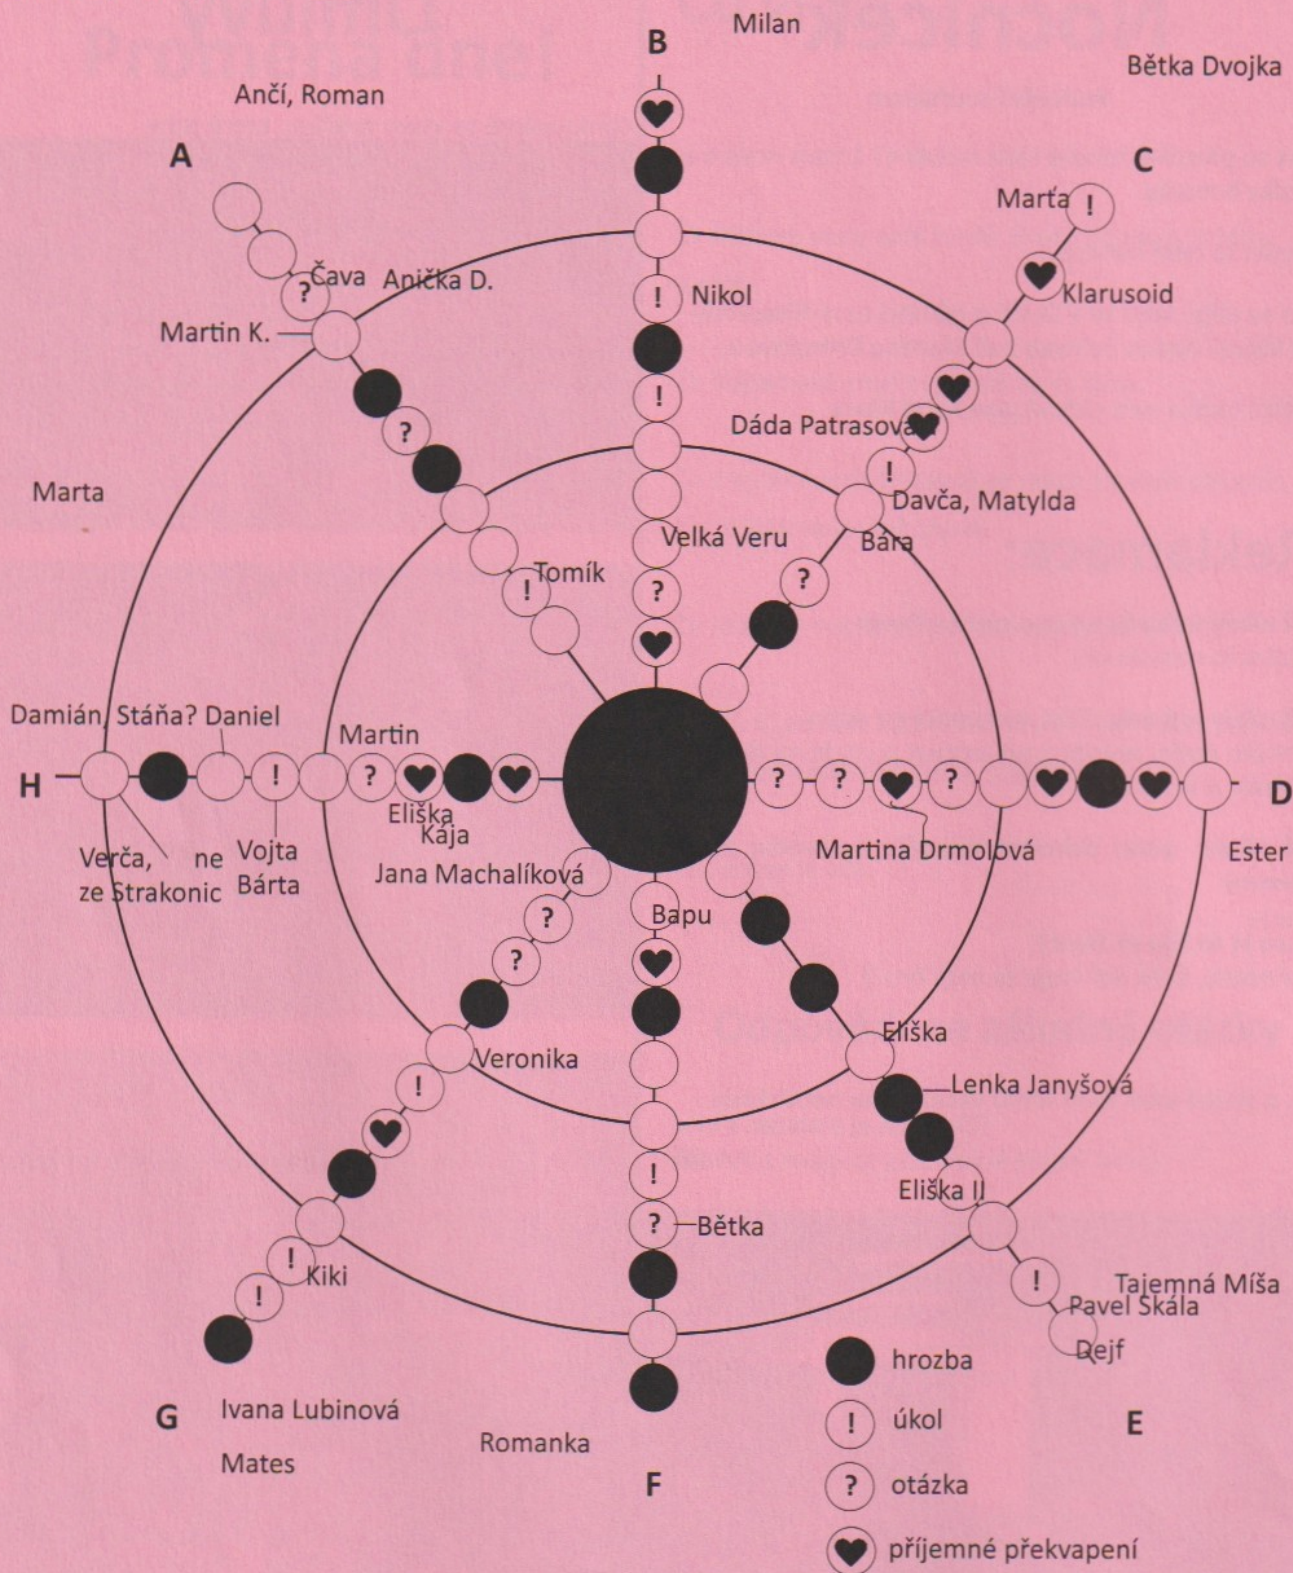 Milan
B
Bětka Dvojka
Ančí, Roman
A
C
Marťa !
? Čava
Anička D.
! Nikol
Klarusoid
Martin K.
!
?
Dáda Patrasová
!
Marta
Davča, Matylda
Velká Veru
Bára
! Tomík
?
?
Damián, Stáňa? Daniel
Martin
H
!
?
? ? ?
D
Eliška
Kája
Verča, ne
ze Strakonic
Vojta
Bárta
Martina Drmolová
Ester
Jana Machalíková
Bapu
?
?
Eliška
Veronika
!
Lenka Janyšová
!
Eliška II
? Bětka
!
Kiki
!
!
Tajemná Míša
Pavel Skála
Dejf
hrozba
G
Ivana Lubinová
! úkol
E
Romanka
Mates
F
? otázka
příjemné překvapení